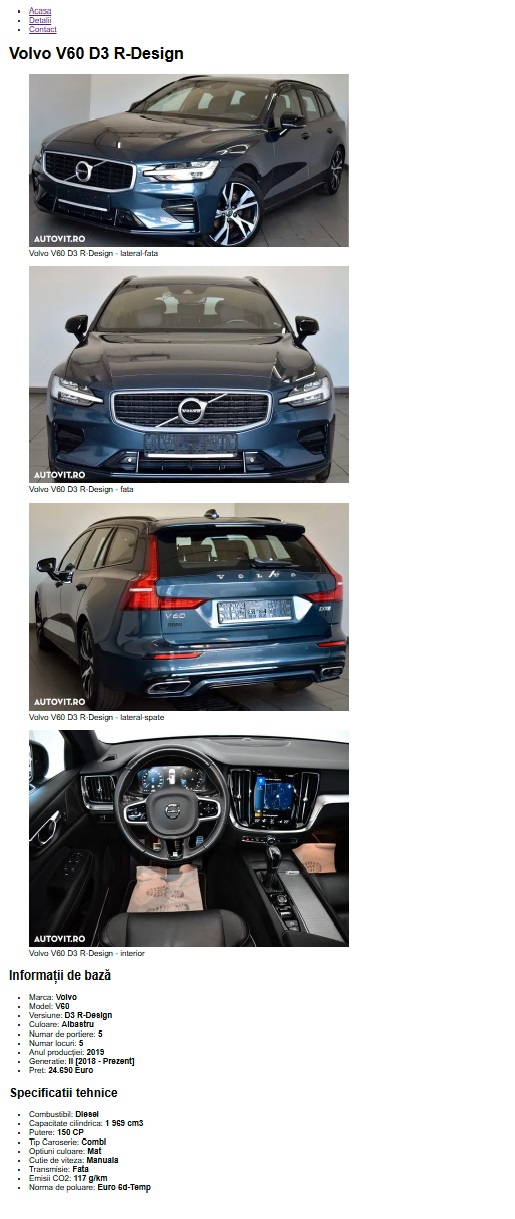 Acasa
Detalii
Contact
Volvo V60 D3 R-Design
AUTOVIT.RO
Volvo V60 D3 R-Design - lateral-fata
VOLVO
AUTOVIT.RO
Volvo V60 D3 R-Design - fata
VOLVO
V60
AUTOVIT.RO
Volvo V60 D3 R-Design - lateral-spate
AUTOVIT.RO
Volvo V60 D3 R-Design - interior
Informații de bază
Marca: Volvo
Model: V60
Versiune: D3 R-Design
Culoare: Albastru
Numar de portiere: 5
Numar locuri: 5
Anul producției: 2019
Generatie: II [2018 - Prezent]
Pret: 24.690 Euro
Specificatii tehnice
Combustibil: Diesel
Capacitate cilindrica: 1 969 cm3
Putere: 150 CP
Tip Caroserie: Combi
Optiuni culoare: Mat
Cutie de viteza: Manuala
Transmisie: Fata
Emisii CO2: 117 g/km
Norma de poluare: Euro 6d-Temp